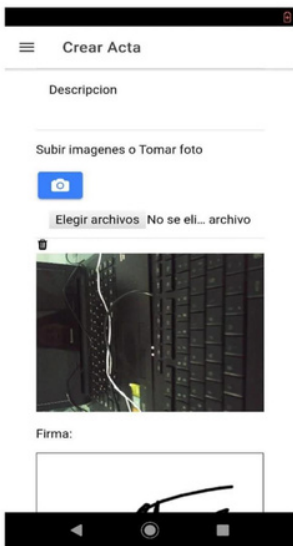 Crear Acta
Descripcion
Subir imagenes o Tomar foto
Elegir archivos No se eli... archivo
Firma: